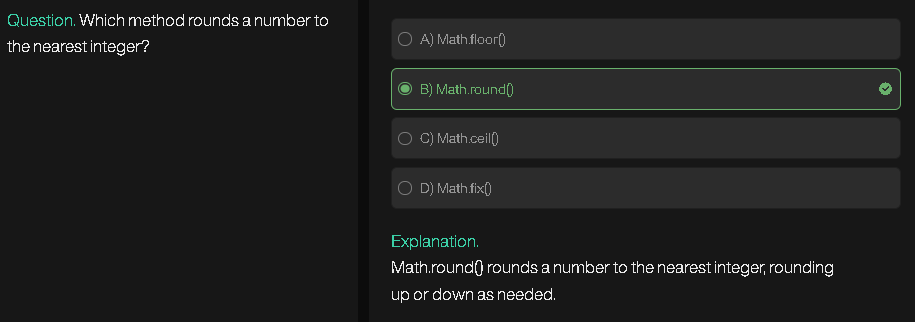 Question. Which method rounds a number to
the nearest integer?
A) Math.floor()
B) Math.round()
C) Math.ceil()
D) Math.fix()
Explanation.
Math.round() rounds a number to the nearest integer, rounding
up or down as needed.